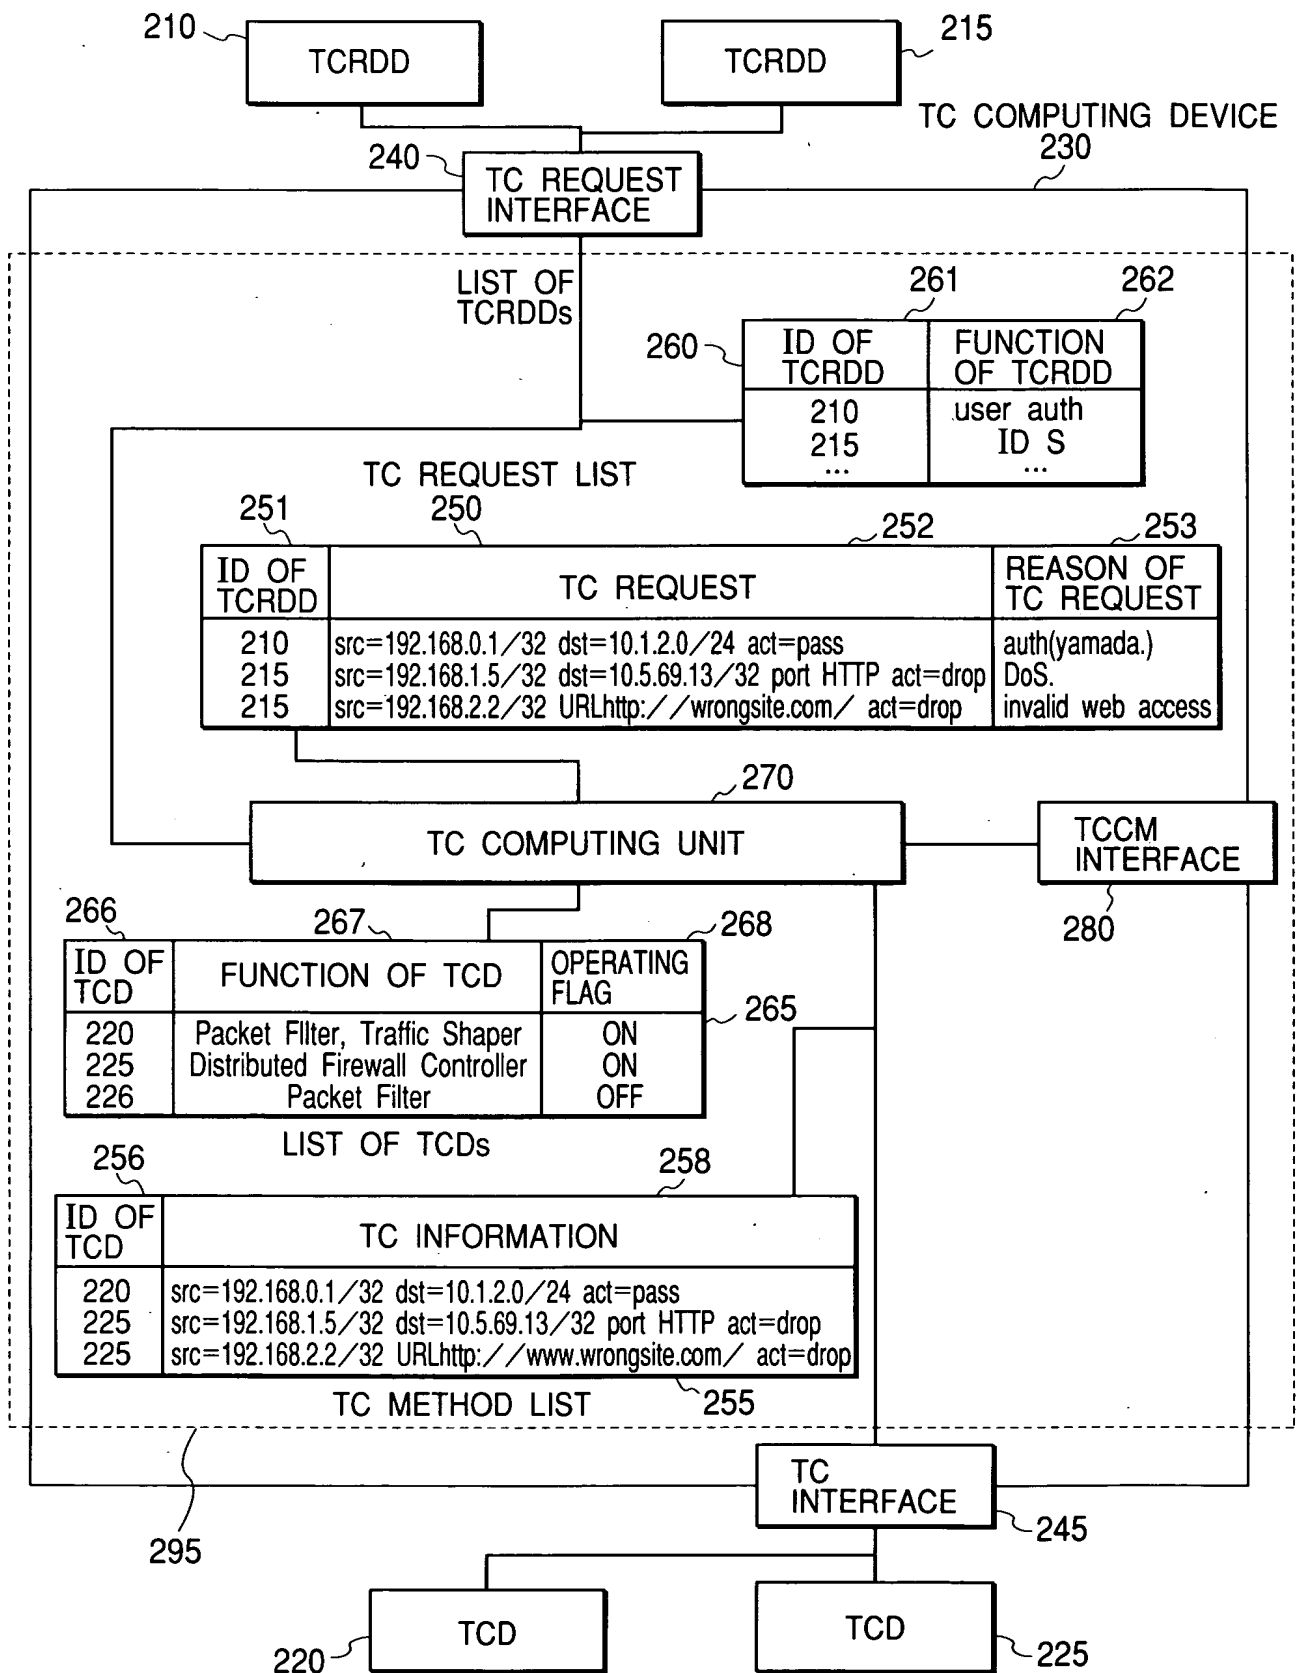 210
TCRDD
TCRDD
215
TC COMPUTING DEVICE
230
240
TC REQUEST
INTERFACE
LIST OF
TCRDDs
261
262
260
ID OF
TCRDD
FUNCTION
OF TCRDD
210
user auth
215
ID S
...
...
TC REQUEST LIST
251
250
252
253
ID OF
TCRDD
TC REQUEST
REASON OF
TC REQUEST
210
src=192.168.0.1/32 dst=10.1.2.0/24 act=pass
auth(yamada.)
215
src=192.168.1.5/32 dst=10.5.69.13/32 port HTTP act=drop
DoS.
215
src=192.168.2.2/32 URLhttp://wrongsite.com/ act=drop
invalid web access
270
TC COMPUTING UNIT
TCCM
INTERFACE
280
266
267
268
ID OF
TCD
FUNCTION OF TCD
OPERATING
FLAG
265
220
Packet FIlter, Traffic Shaper
ON
225
Distributed Firewall Controller
ON
226
Packet Filter
OFF
LIST OF TCDs
256
258
ID OF
TCD
TC INFORMATION
220
src=192.168.0.1/32 dst=10.1.2.0/24 act=pass
225
src=192.168.1.5/32 dst=10.5.69.13/32 port HTTP act=drop
225
src=192.168.2.2/32 URLhttp://www.wrongsite.com/ act=drop
TC METHOD LIST
255
TC
INTERFACE
245
295
TCD
220
TCD
225